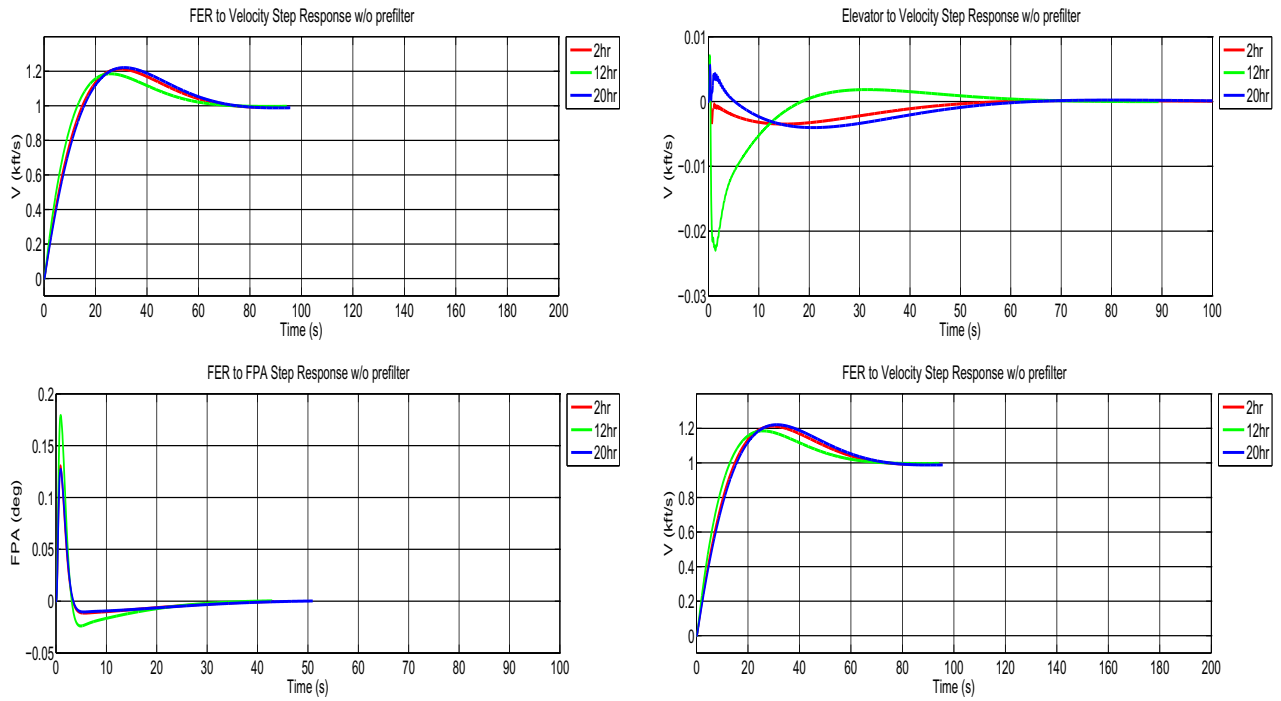 FER to Velocity Step Response w/o prefilter
1.2
1
0.8
0.6
0.4
0.2
0
V (kft/s)
0 20 40 60 80 100 120 140 160 180 200
Time (s)
2hr
12hr
20hr
Elevator to Velocity Step Response w/o prefilter
0.01
0
−0.01
−0.02
−0.03
V (kft/s)
0 10 20 30 40 50 60 70 80 90 100
Time (s)
2hr
12hr
20hr
FER to FPA Step Response w/o prefilter
0.2
0.15
0.1
0.05
0
−0.05
FPA (deg)
0 10 20 30 40 50 60 70 80 90 100
Time (s)
2hr
12hr
20hr
FER to Velocity Step Response w/o prefilter
1.2
1
0.8
0.6
0.4
0.2
0
V (kft/s)
0 20 40 60 80 100 120 140 160 180 200
Time (s)
2hr
12hr
20hr